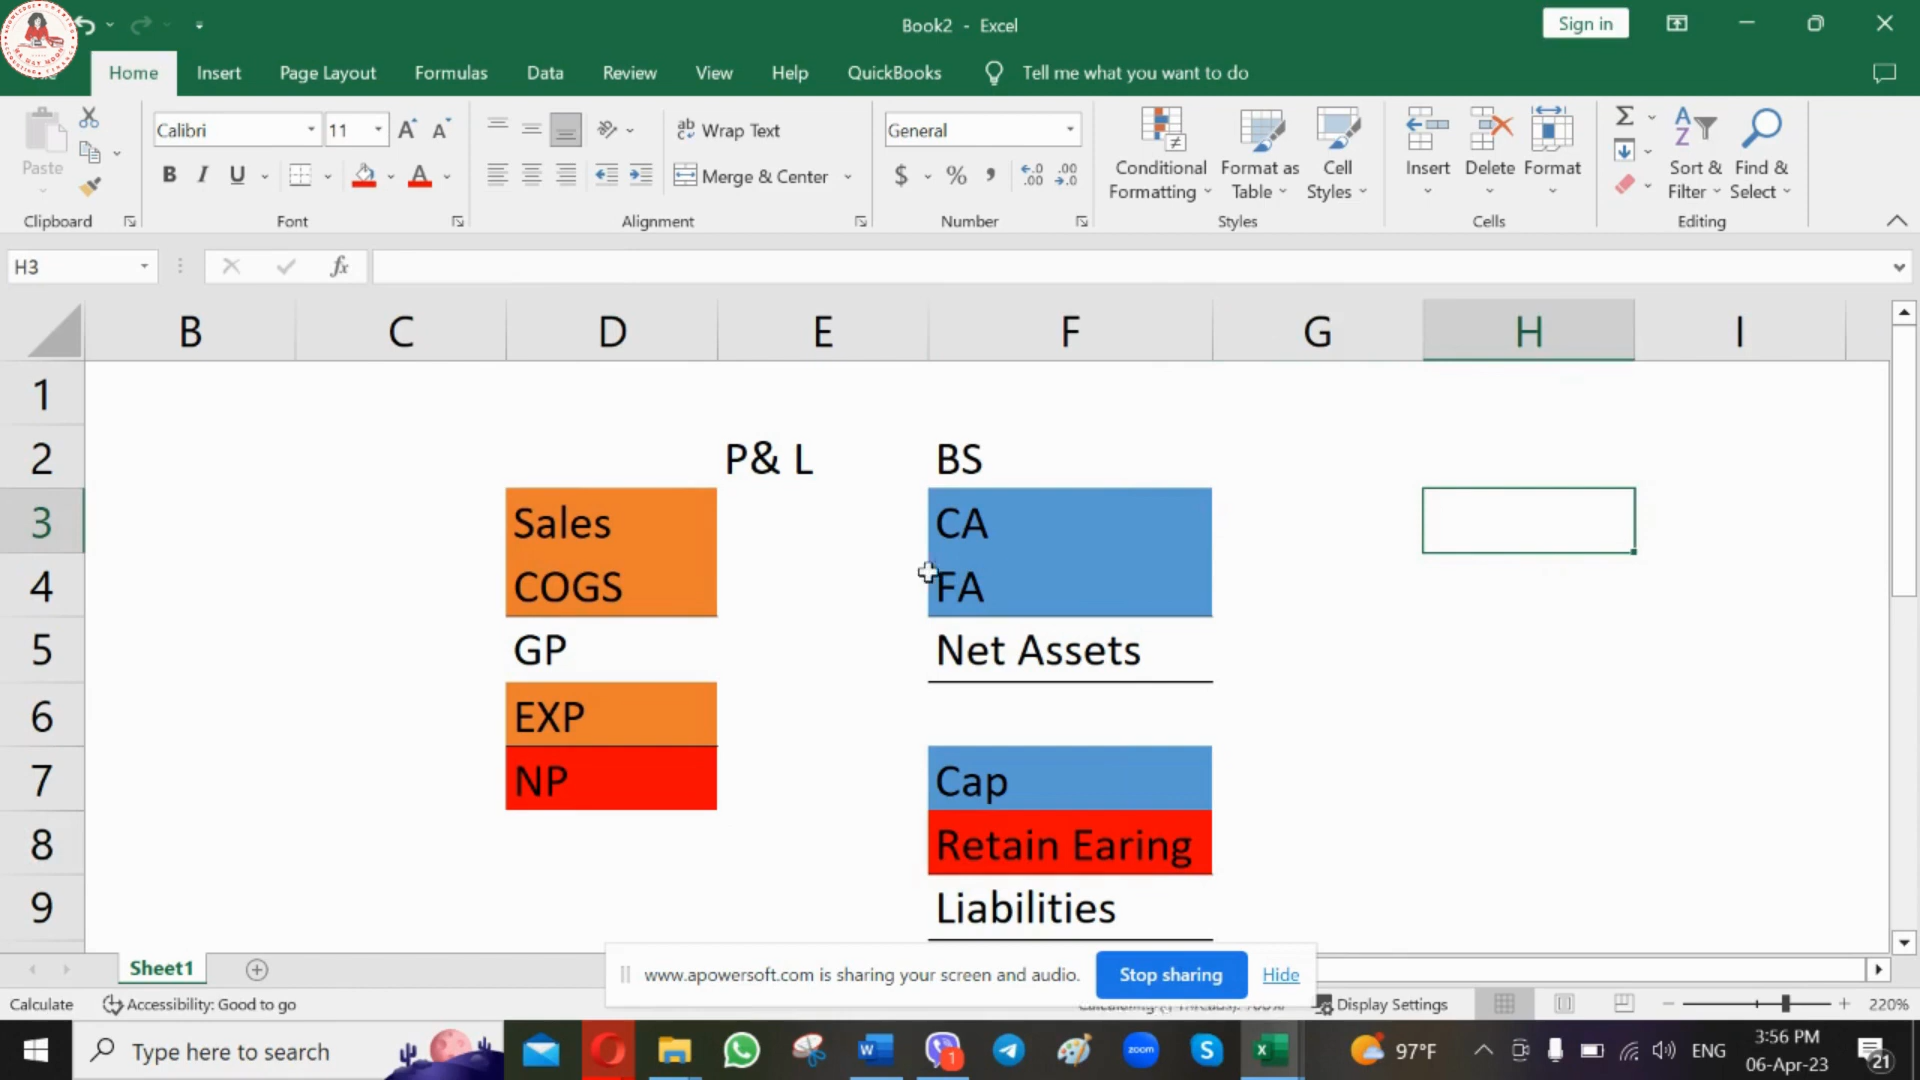 Book2 - Excel
Sign in
Home Insert Page Layout Formulas Data Review View Help QuickBooks Tell me what you want to do
Calibri 11 Wrap Text General
Paste B I U Merge & Center $ % Conditional Formatting Format as Table Cell Styles Insert Delete Format Sort & Filter Find & Select
Clipboard Font Alignment Number Styles Cells Editing
H3 fx
B C D E F G H I
1
2 P& L BS
3 Sales CA
4 COGS FA
5 GP Net Assets
6 EXP
7 NP Cap
8 Retain Earing
9 Liabilities
Sheet1
www.apowersoft.com is sharing your screen and audio. Stop sharing Hide
Calculate Accessibility: Good to go Display Settings 220%
Type here to search 97°F ENG 3:56 PM
06-Apr-23 21